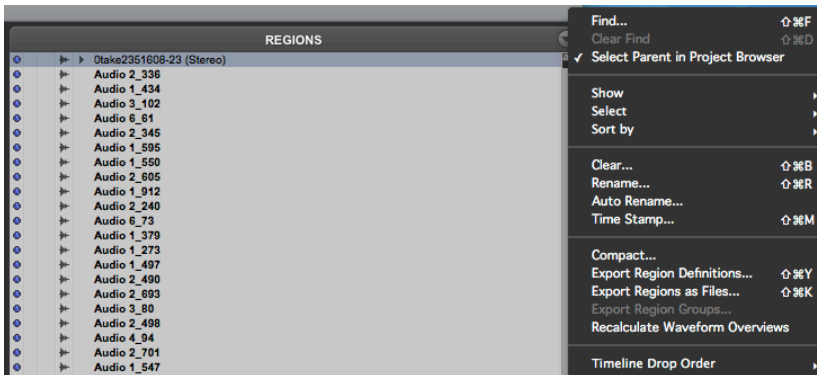 REGIONS
0take2351608-23 (Stereo)
Audio 2_336
Audio 1_434
Audio 3_102
Audio 6_61
Audio 2_345
Audio 1_595
Audio 1_550
Audio 2_605
Audio 1_912
Audio 2_240
Audio 6_73
Audio 1_379
Audio 1_273
Audio 1_497
Audio 2_490
Audio 2_693
Audio 3_80
Audio 2_498
Audio 4_94
Audio 2_701
Audio 1_547
Find... ⇧⌘F
Clear Find ⇧⌘D
✓ Select Parent in Project Browser
Show
Select
Sort by
Clear... ⇧⌘B
Rename... ⇧⌘R
Auto Rename...
Time Stamp... ⇧⌘M
Compact...
Export Region Definitions... ⇧⌘Y
Export Regions as Files... ⇧⌘K
Export Region Groups...
Recalculate Waveform Overviews
Timeline Drop Order